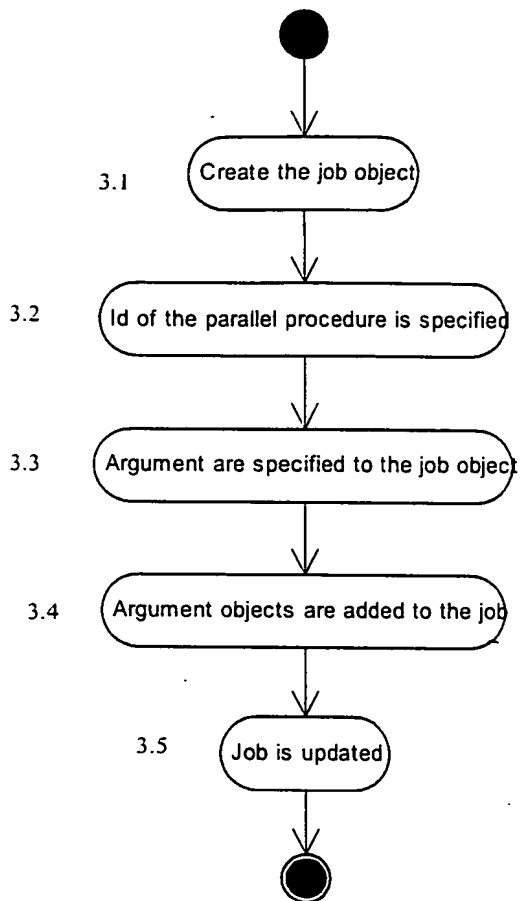 3.1 Create the job object
3.2 Id of the parallel procedure is specified
3.3 Argument are specified to the job object
3.4 Argument objects are added to the job
3.5 Job is updated